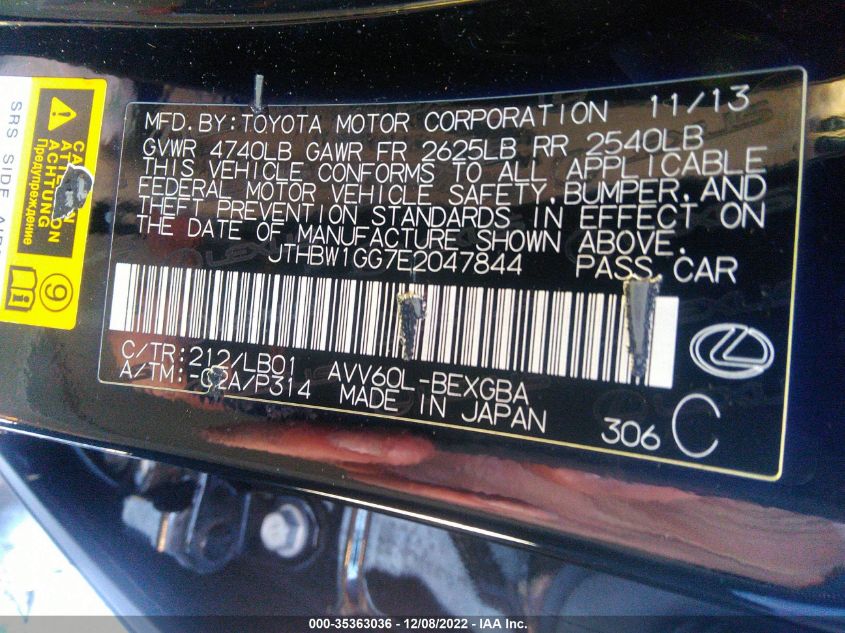 MFD.BY:TOYOTA MOTOR CORPORATION 11/13
GVWR 4740LB GAWR FR 2625LB RR 2540LB
THIS VEHICLE CONFORMS TO ALL APPLICABLE
FEDERAL MOTOR VEHICLE SAFETY, BUMPER, AND
THEFT PREVENTION STANDARDS IN EFFECT ON
THE DATE OF MANUFACTURE SHOWN ABOVE.
JTHBW1GG7E2047844 PASS.CAR
C/TR:212/LB01 AVV60L-BEXGBA
A/TM:-02A/P314 MADE IN JAPAN
306 C
ACHTUNG
Предупреждение
SRS SIDE
9
000-35363036 - 12/08/2022 - IAA Inc.